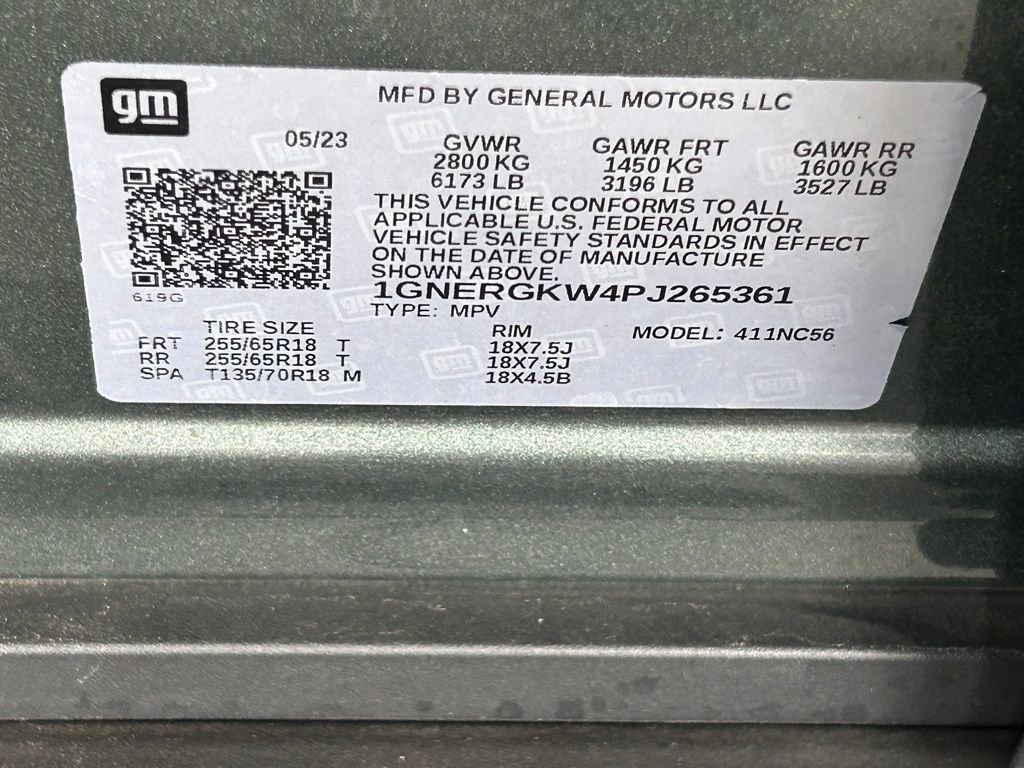 gm
MFD BY GENERAL MOTORS LLC
05/23
GVWR GAWR FRT GAWR RR
2800 KG 1450 KG 1600 KG
6173 LB 3196 LB 3527 LB
THIS VEHICLE CONFORMS TO ALL
APPLICABLE U.S. FEDERAL MOTOR
VEHICLE SAFETY STANDARDS IN EFFECT
ON THE DATE OF MANUFACTURE
SHOWN ABOVE.
619G
1GNERGKW4PJ265361
TYPE: MPV
TIRE SIZE RIM MODEL: 411NC56
FRT 255/65R18 T 18X7.5J
RR 255/65R18 T 18X7.5J
SPA T135/70R18 M 18X4.5B